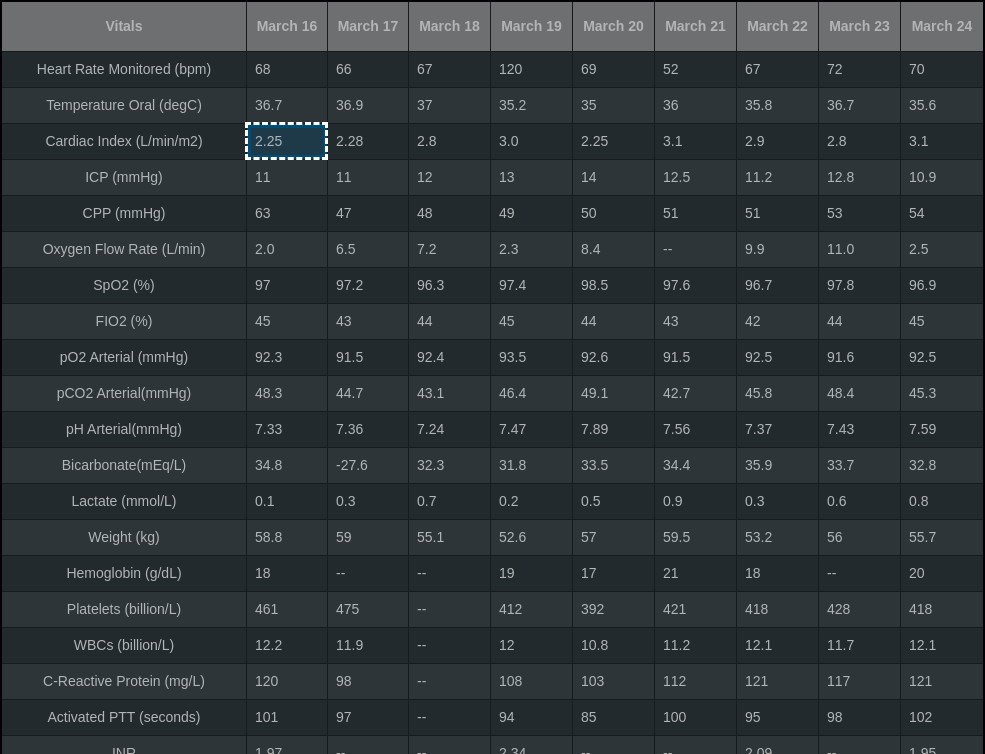 Vitals March 16 March 17 March 18 March 19 March 20 March 21 March 22 March 23 March 24
Heart Rate Monitored (bpm) 68 66 67 120 69 52 67 72 70
Temperature Oral (degC) 36.7 36.9 37 35.2 35 36 35.8 36.7 35.6
Cardiac Index (L/min/m2) 2.25 2.28 2.8 3.0 2.25 3.1 2.9 2.8 3.1
ICP (mmHg) 11 11 12 13 14 12.5 11.2 12.8 10.9
CPP (mmHg) 63 47 48 49 50 51 51 53 54
Oxygen Flow Rate (L/min) 2.0 6.5 7.2 2.3 8.4 -- 9.9 11.0 2.5
SpO2 (%) 97 97.2 96.3 97.4 98.5 97.6 96.7 97.8 96.9
FIO2 (%) 45 43 44 45 44 43 42 44 45
pO2 Arterial (mmHg) 92.3 91.5 92.4 93.5 92.6 91.5 92.5 91.6 92.5
pCO2 Arterial(mmHg) 48.3 44.7 43.1 46.4 49.1 42.7 45.8 48.4 45.3
pH Arterial(mmHg) 7.33 7.36 7.24 7.47 7.89 7.56 7.37 7.43 7.59
Bicarbonate(mEq/L) 34.8 -27.6 32.3 31.8 33.5 34.4 35.9 33.7 32.8
Lactate (mmol/L) 0.1 0.3 0.7 0.2 0.5 0.9 0.3 0.6 0.8
Weight (kg) 58.8 59 55.1 52.6 57 59.5 53.2 56 55.7
Hemoglobin (g/dL) 18 -- -- 19 17 21 18 -- 20
Platelets (billion/L) 461 475 -- 412 392 421 418 428 418
WBCs (billion/L) 12.2 11.9 -- 12 10.8 11.2 12.1 11.7 12.1
C-Reactive Protein (mg/L) 120 98 -- 108 103 112 121 117 121
Activated PTT (seconds) 101 97 -- 94 85 100 95 98 102
INR 1.97 -- -- 2.34 -- -- 2.09 -- 1.95